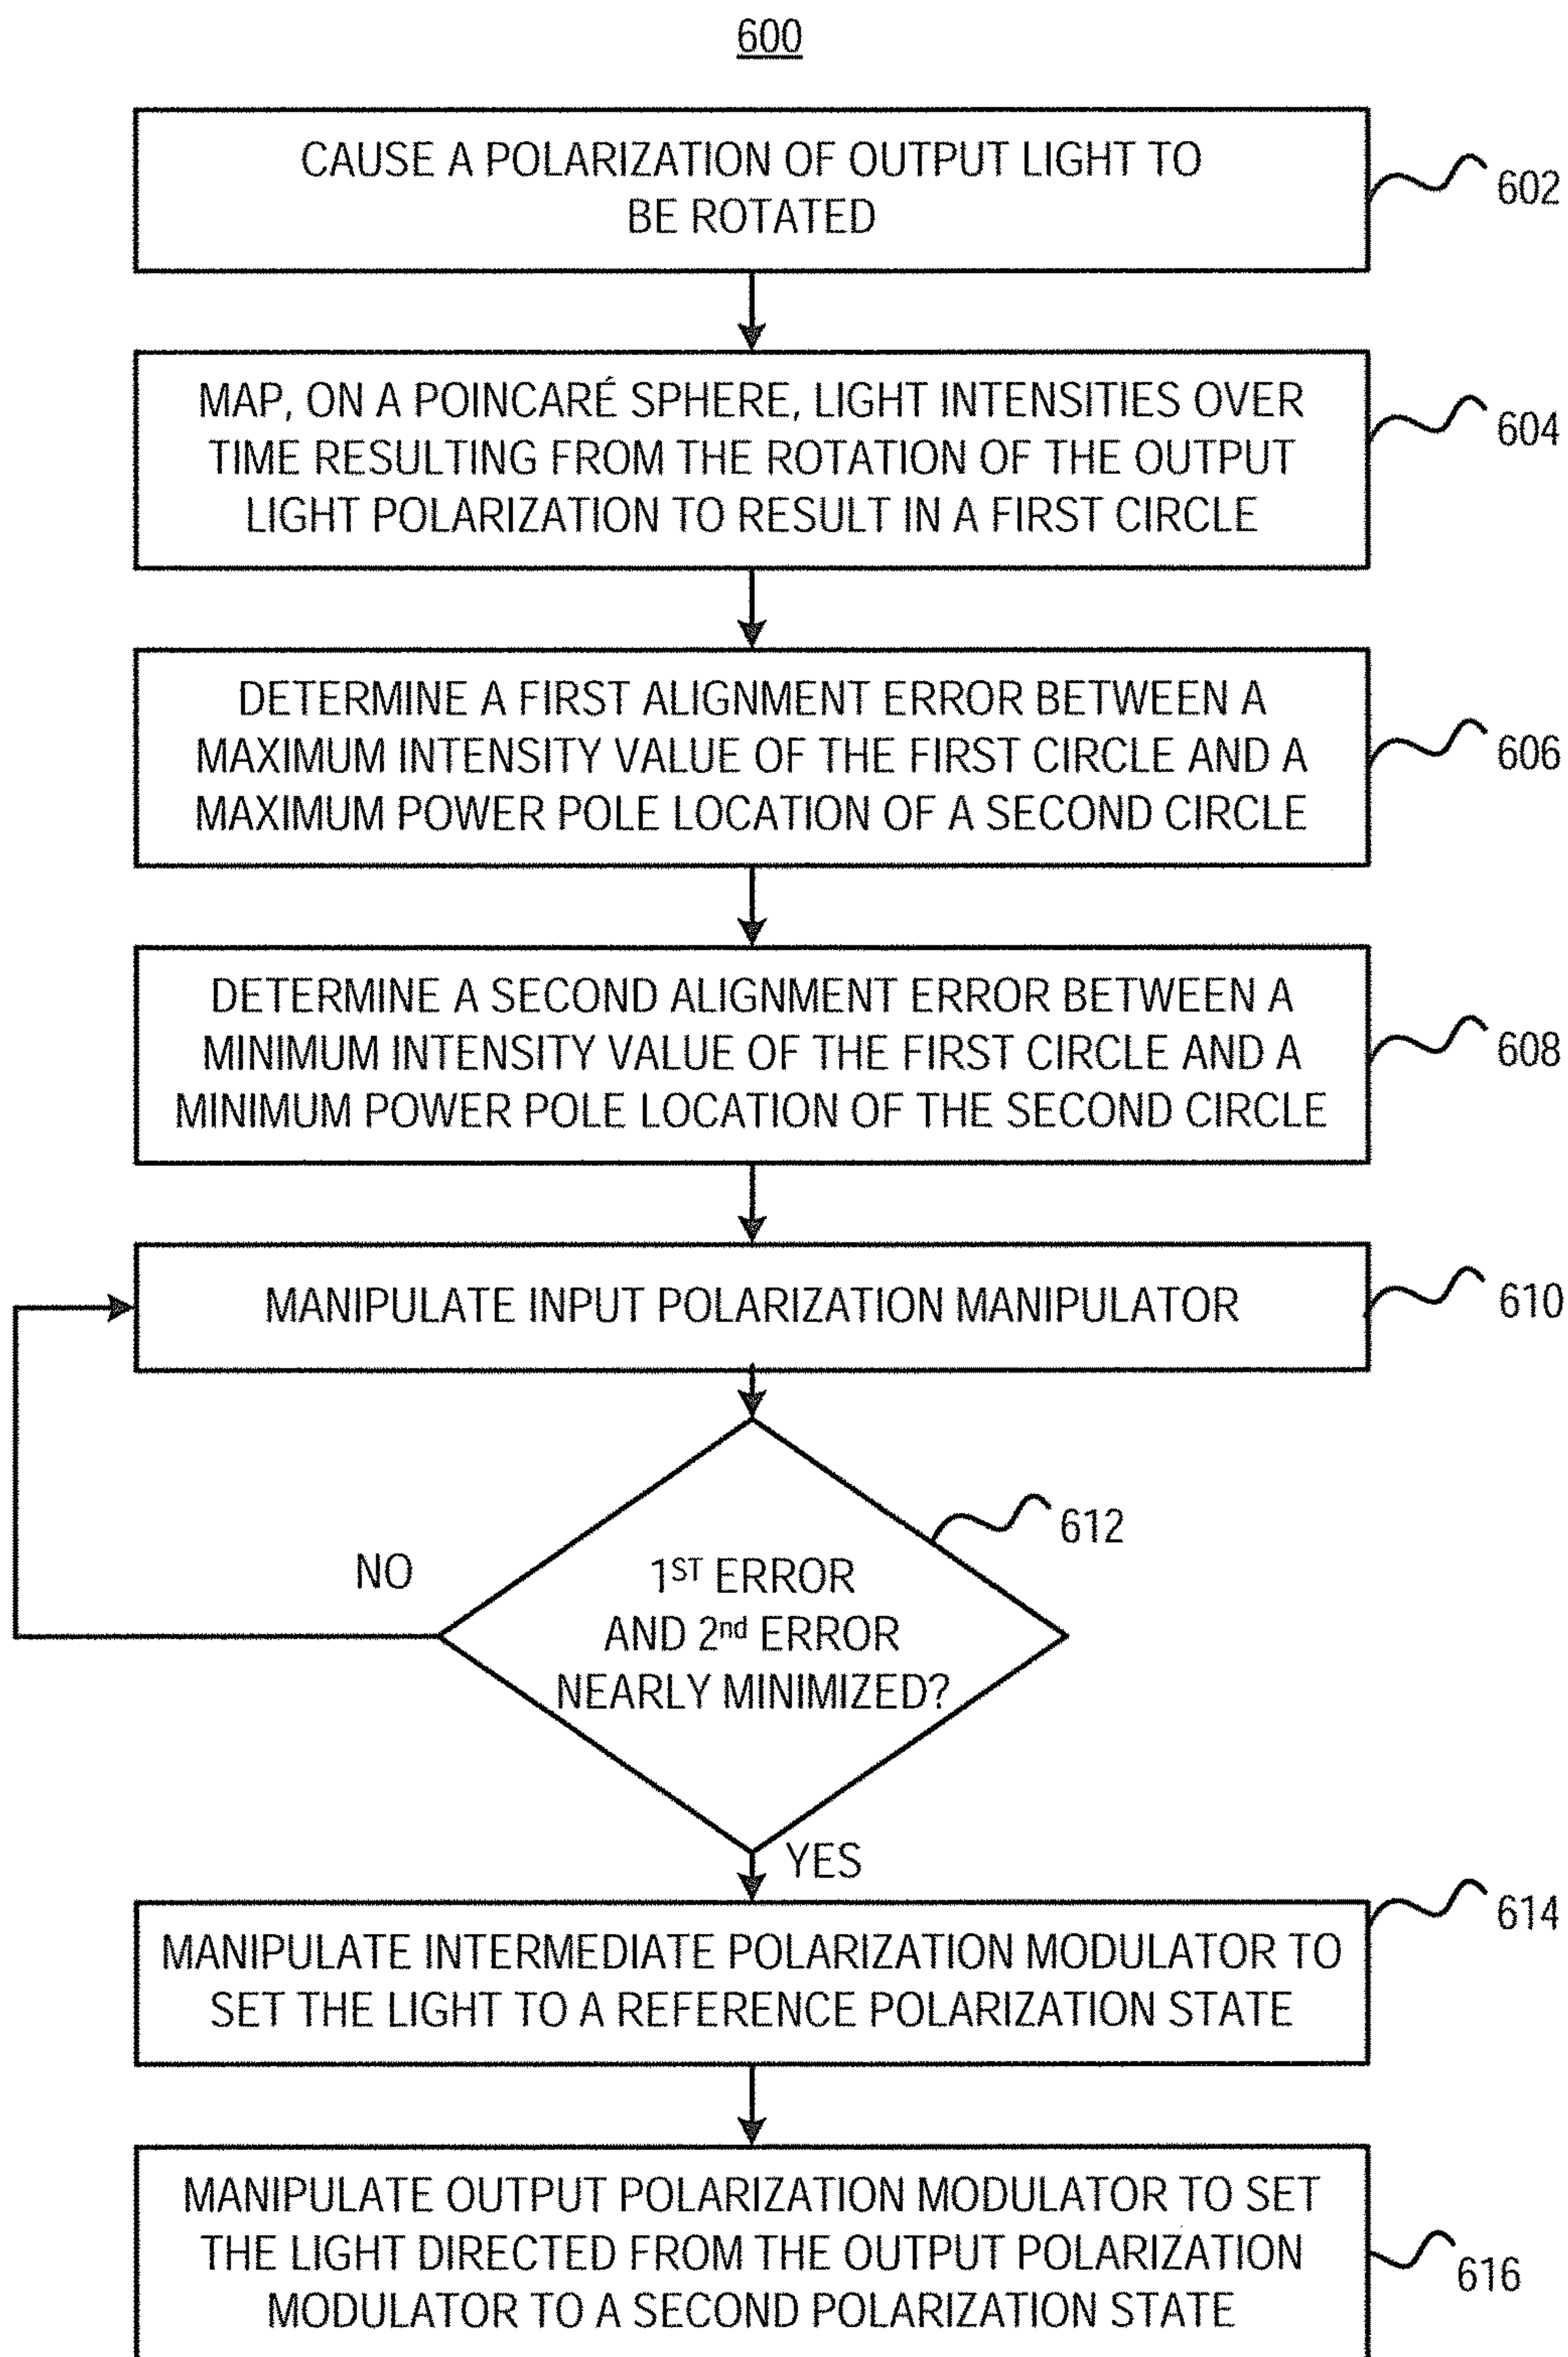 600
CAUSE A POLARIZATION OF OUTPUT LIGHT TO
BE ROTATED
602
MAP, ON A POINCARÉ SPHERE, LIGHT INTENSITIES OVER
TIME RESULTING FROM THE ROTATION OF THE OUTPUT
LIGHT POLARIZATION TO RESULT IN A FIRST CIRCLE
604
DETERMINE A FIRST ALIGNMENT ERROR BETWEEN A
MAXIMUM INTENSITY VALUE OF THE FIRST CIRCLE AND A
MAXIMUM POWER POLE LOCATION OF A SECOND CIRCLE
606
DETERMINE A SECOND ALIGNMENT ERROR BETWEEN A
MINIMUM INTENSITY VALUE OF THE FIRST CIRCLE AND A
MINIMUM POWER POLE LOCATION OF THE SECOND CIRCLE
608
MANIPULATE INPUT POLARIZATION MANIPULATOR
610
612
NO
1ST ERROR
AND 2nd ERROR
NEARLY MINIMIZED?
YES
MANIPULATE INTERMEDIATE POLARIZATION MODULATOR TO
SET THE LIGHT TO A REFERENCE POLARIZATION STATE
614
MANIPULATE OUTPUT POLARIZATION MODULATOR TO SET
THE LIGHT DIRECTED FROM THE OUTPUT POLARIZATION
MODULATOR TO A SECOND POLARIZATION STATE
616